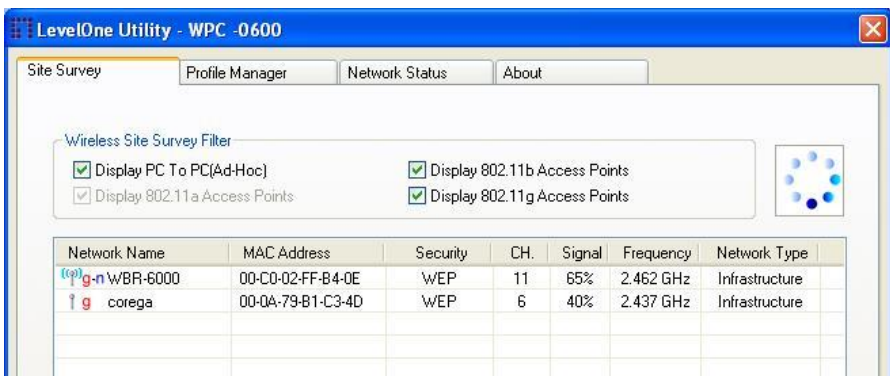 LevelOne Utility - WPC -0600
Site Survey Profile Manager Network Status About
Wireless Site Survey Filter
Display PC To PC(Ad-Hoc) Display 802.11b Access Points
Display 802.11a Access Points Display 802.11g Access Points
Network Name MAC Address Security CH. Signal Frequency Network Type
g-n WBR-6000 00-C0-02-FF-B4-0E WEP 11 65% 2.462 GHz Infrastructure
g corega 00-0A-79-B1-C3-4D WEP 6 40% 2.437 GHz Infrastructure